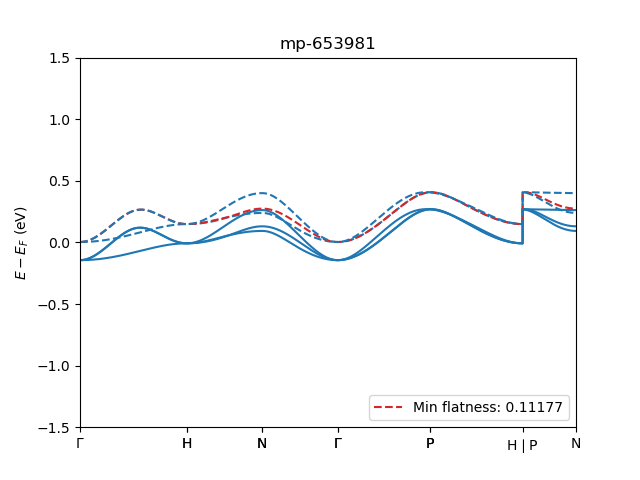 mp-653981
E − E_F (eV)
1.5
1.0
0.5
0.0
−0.5
−1.0
−1.5
Min flatness: 0.11177
Γ H N Γ P H | P N